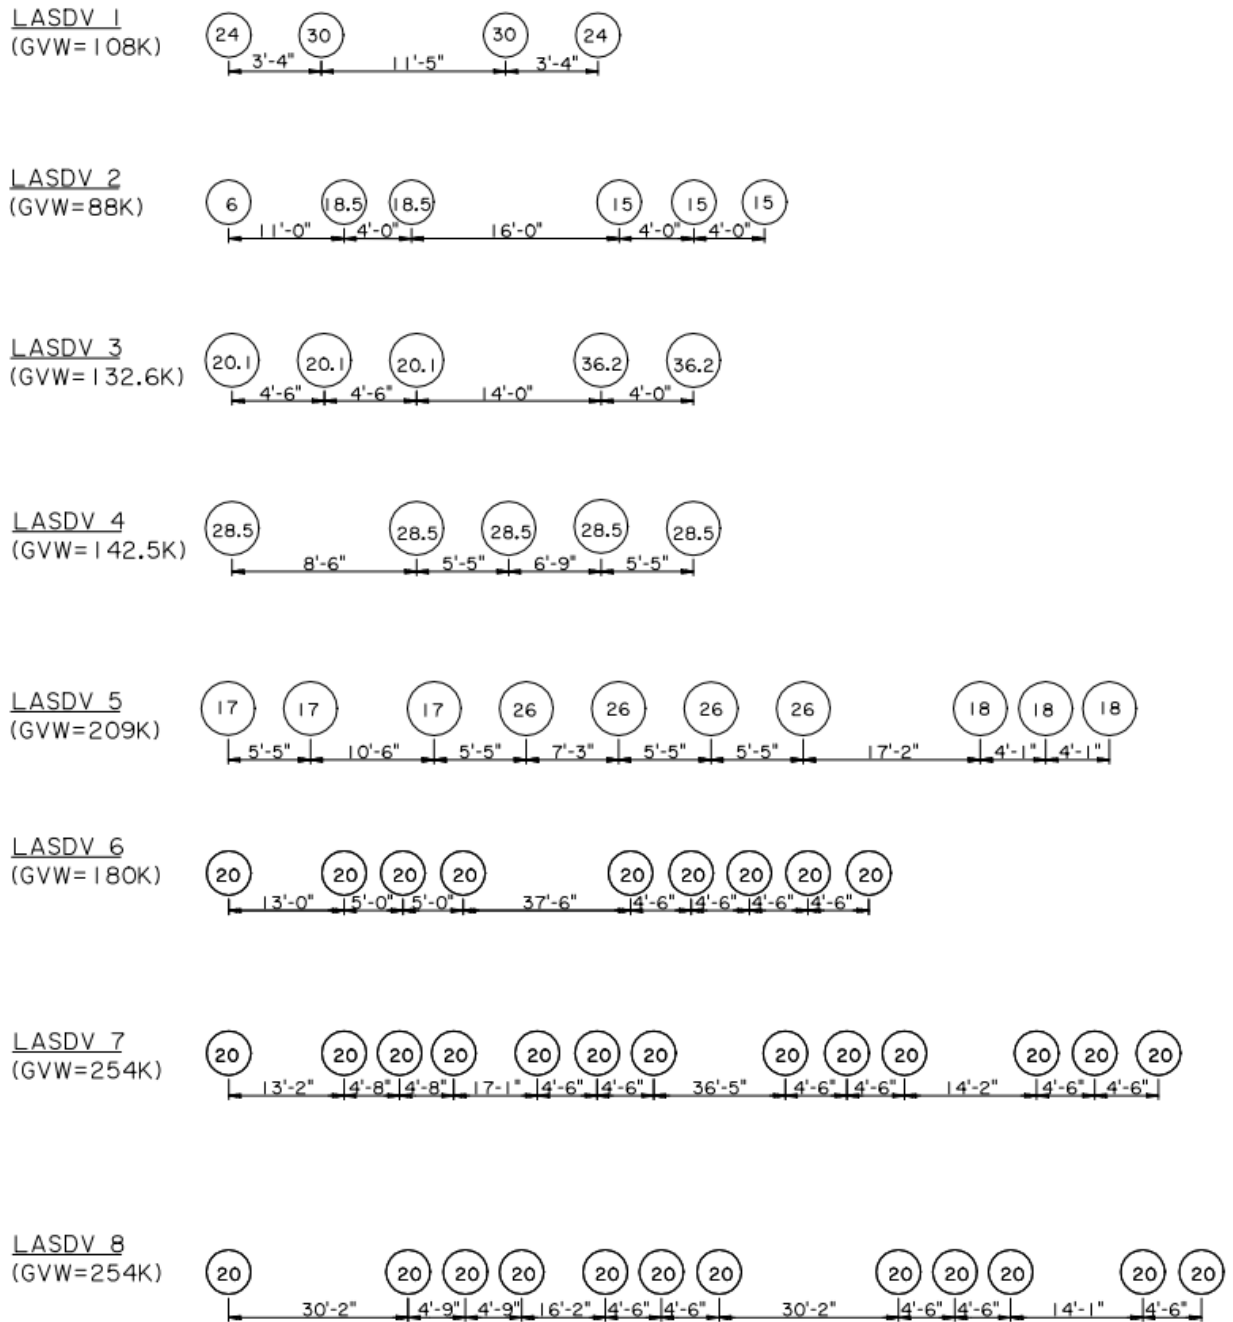 LASDV 1
(GVW=108K)
24 30 30 24
3'-4" 11'-5" 3'-4"
LASDV 2
(GVW=88K)
6 18.5 18.5 15 15 15
11'-0" 4'-0" 16'-0" 4'-0" 4'-0"
LASDV 3
(GVW=132.6K)
20.1 20.1 20.1 36.2 36.2
4'-6" 4'-6" 14'-0" 4'-0"
LASDV 4
(GVW=142.5K)
28.5 28.5 28.5 28.5 28.5
8'-6" 5'-5" 6'-9" 5'-5"
LASDV 5
(GVW=209K)
17 17 17 26 26 26 26 18 18 18
5'-5" 10'-6" 5'-5" 7'-3" 5'-5" 5'-5" 17'-2" 4'-1" 4'-1"
LASDV 6
(GVW=180K)
20 20 20 20 20 20 20 20 20
13'-0" 5'-0" 5'-0" 37'-6" 4'-6" 4'-6" 4'-6" 4'-6"
LASDV 7
(GVW=254K)
20 20 20 20 20 20 20 20 20 20 20 20 20
13'-2" 4'-8" 4'-8" 17'-1" 4'-6" 4'-6" 36'-5" 4'-6" 4'-6" 14'-2" 4'-6" 4'-6"
LASDV 8
(GVW=254K)
20 20 20 20 20 20 20 20 20 20 20 20
30'-2" 4'-9" 4'-9" 16'-2" 4'-6" 4'-6" 30'-2" 4'-6" 4'-6" 14'-1" 4'-6"